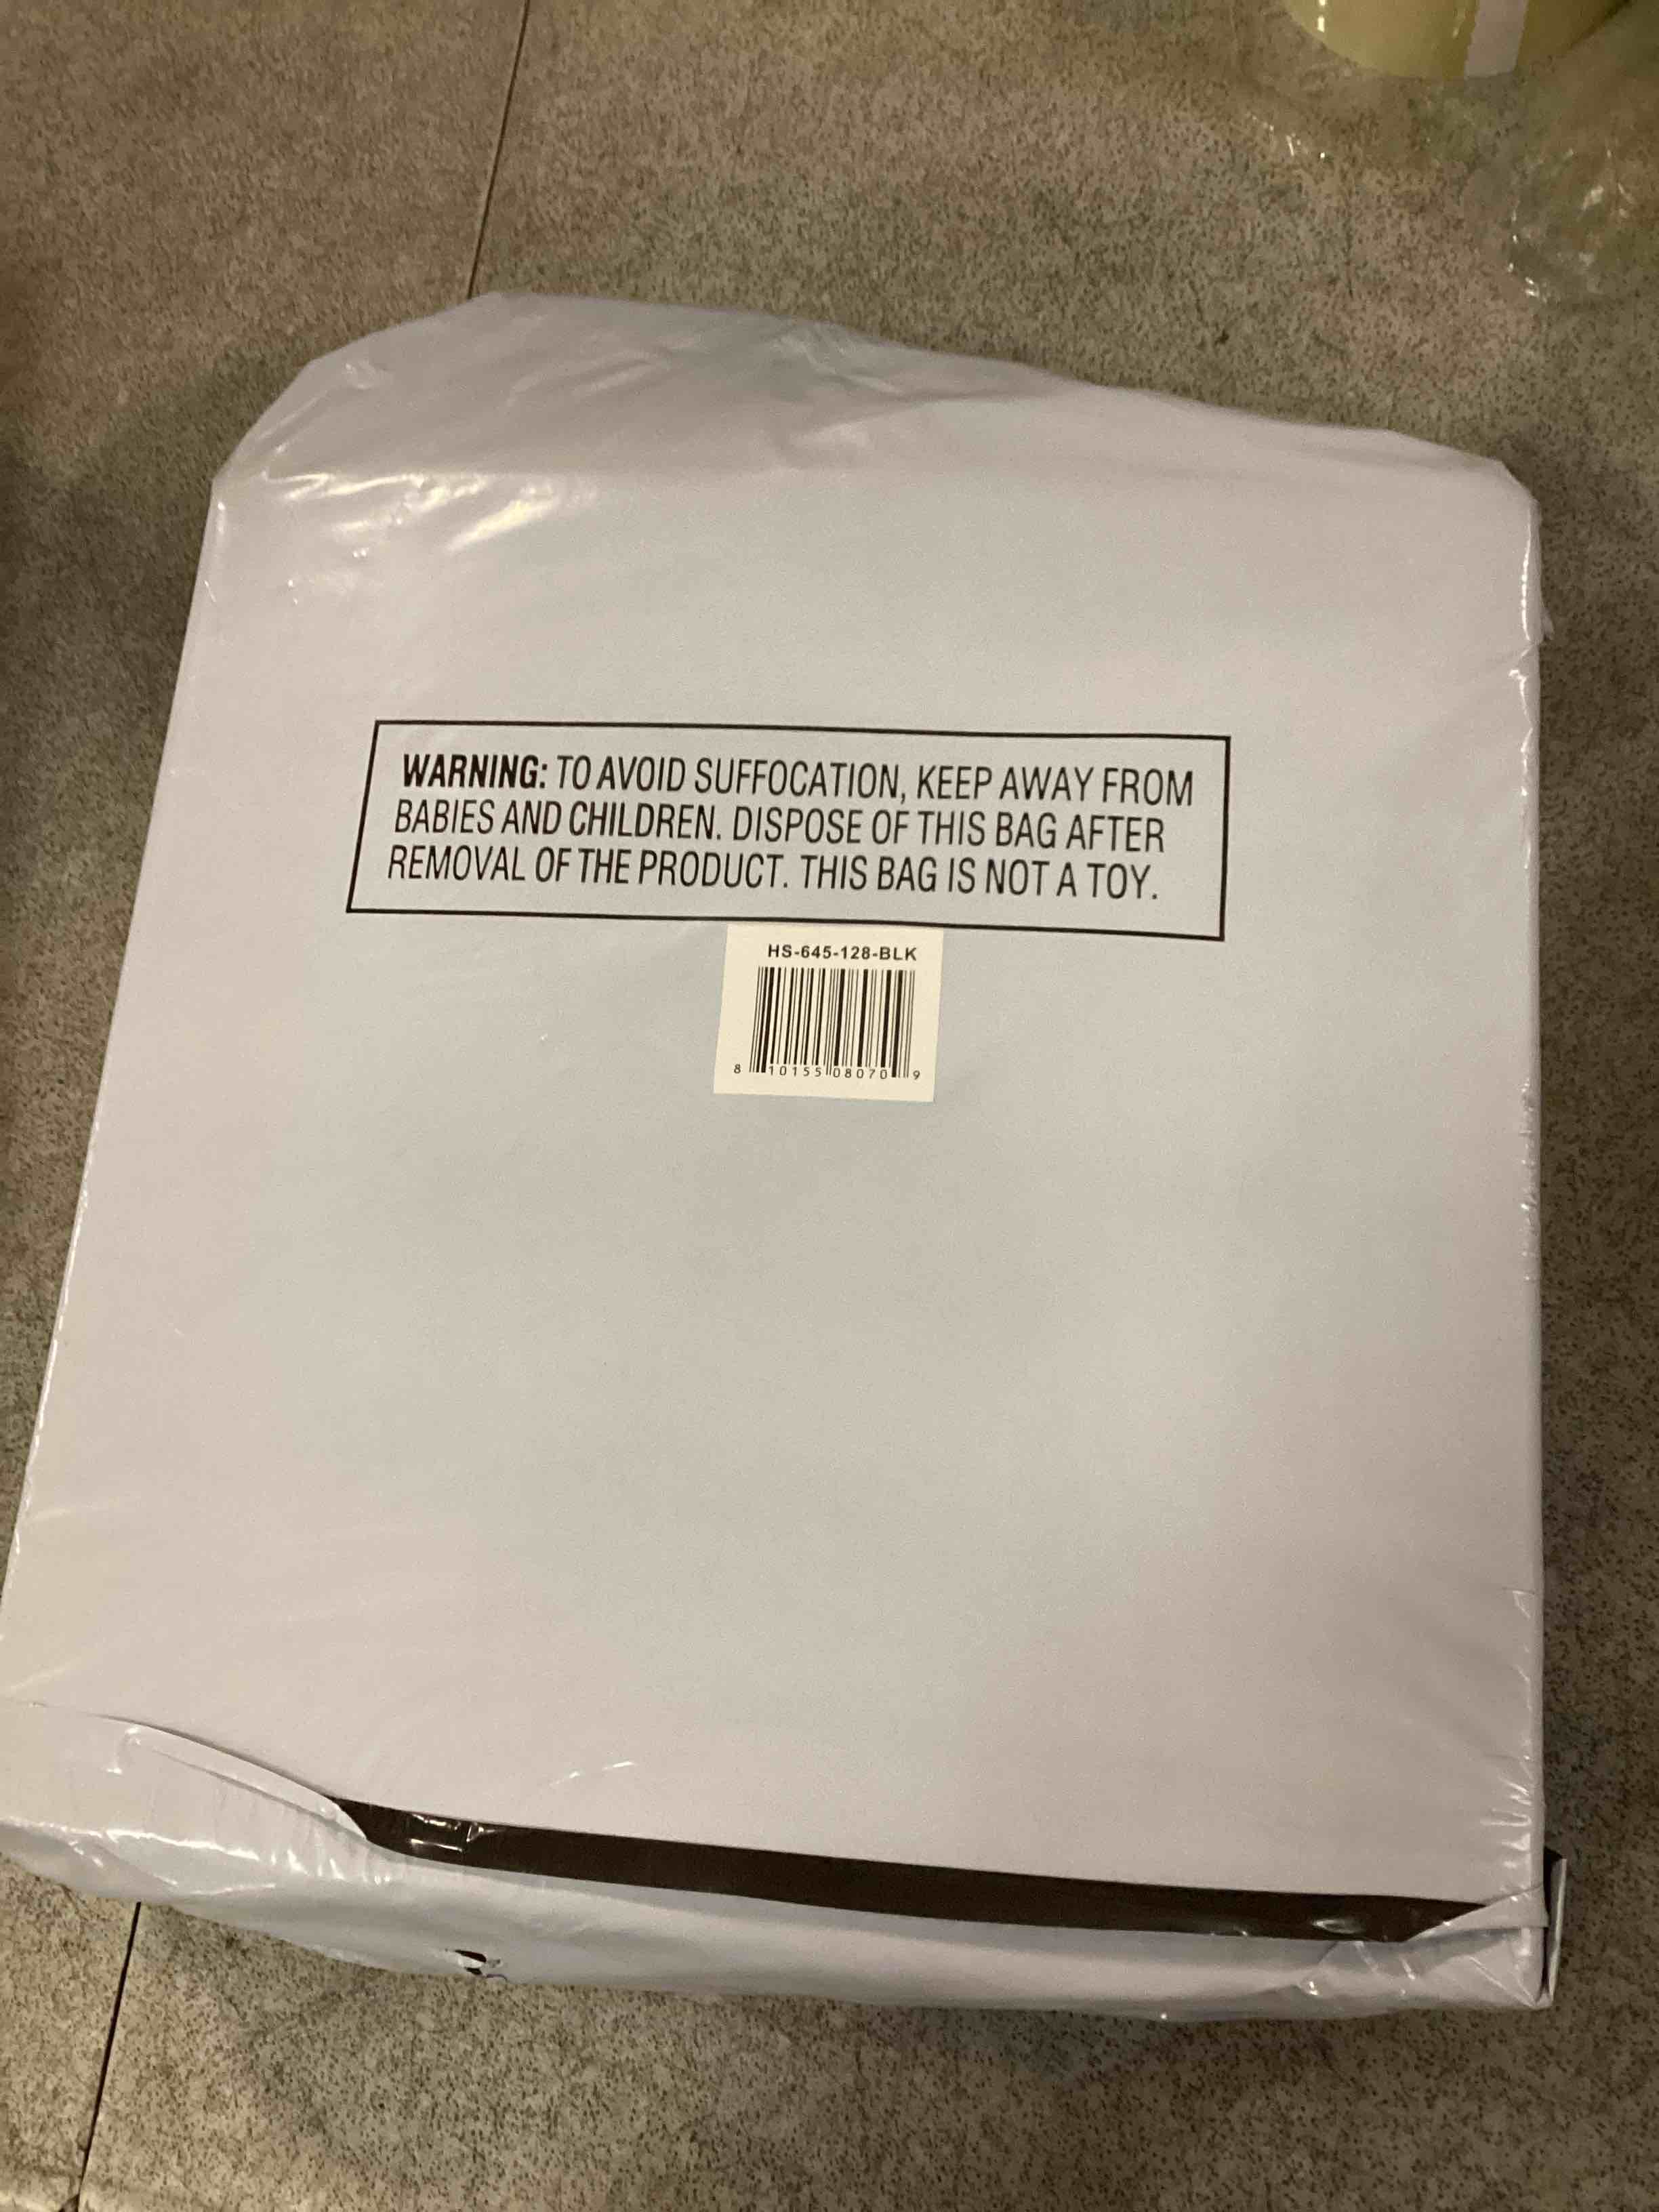 WARNING: TO AVOID SUFFOCATION, KEEP AWAY FROM
BABIES AND CHILDREN. DISPOSE OF THIS BAG AFTER
REMOVAL OF THE PRODUCT. THIS BAG IS NOT A TOY.
HS-645-128-BLK
8 10155 08070 9